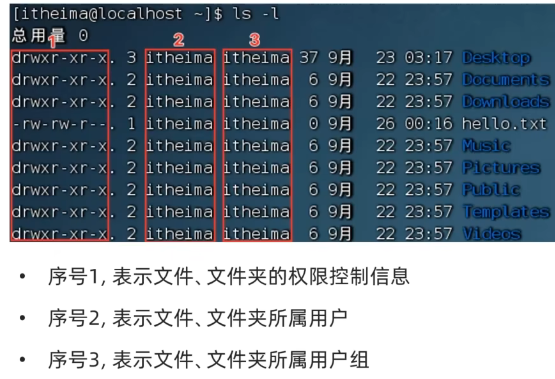 [itheima@localhost ~]$ ls -l
总用量 0
1 2 3
drwxr-xr-x. 3 itheima itheima 37 9月 23 03:17 Desktop
drwxr-xr-x. 2 itheima itheima 6 9月 22 23:57 Documents
drwxr-xr-x. 2 itheima itheima 6 9月 22 23:57 Downloads
-rw-rw-r--. 1 itheima itheima 0 9月 26 00:16 hello.txt
drwxr-xr-x. 2 itheima itheima 6 9月 22 23:57 Music
drwxr-xr-x. 2 itheima itheima 6 9月 22 23:57 Pictures
drwxr-xr-x. 2 itheima itheima 6 9月 22 23:57 Public
drwxr-xr-x. 2 itheima itheima 6 9月 22 23:57 Templates
drwxr-xr-x. 2 itheima itheima 6 9月 22 23:57 Videos
• 序号1, 表示文件、文件夹的权限控制信息
• 序号2, 表示文件、文件夹所属用户
• 序号3, 表示文件、文件夹所属用户组